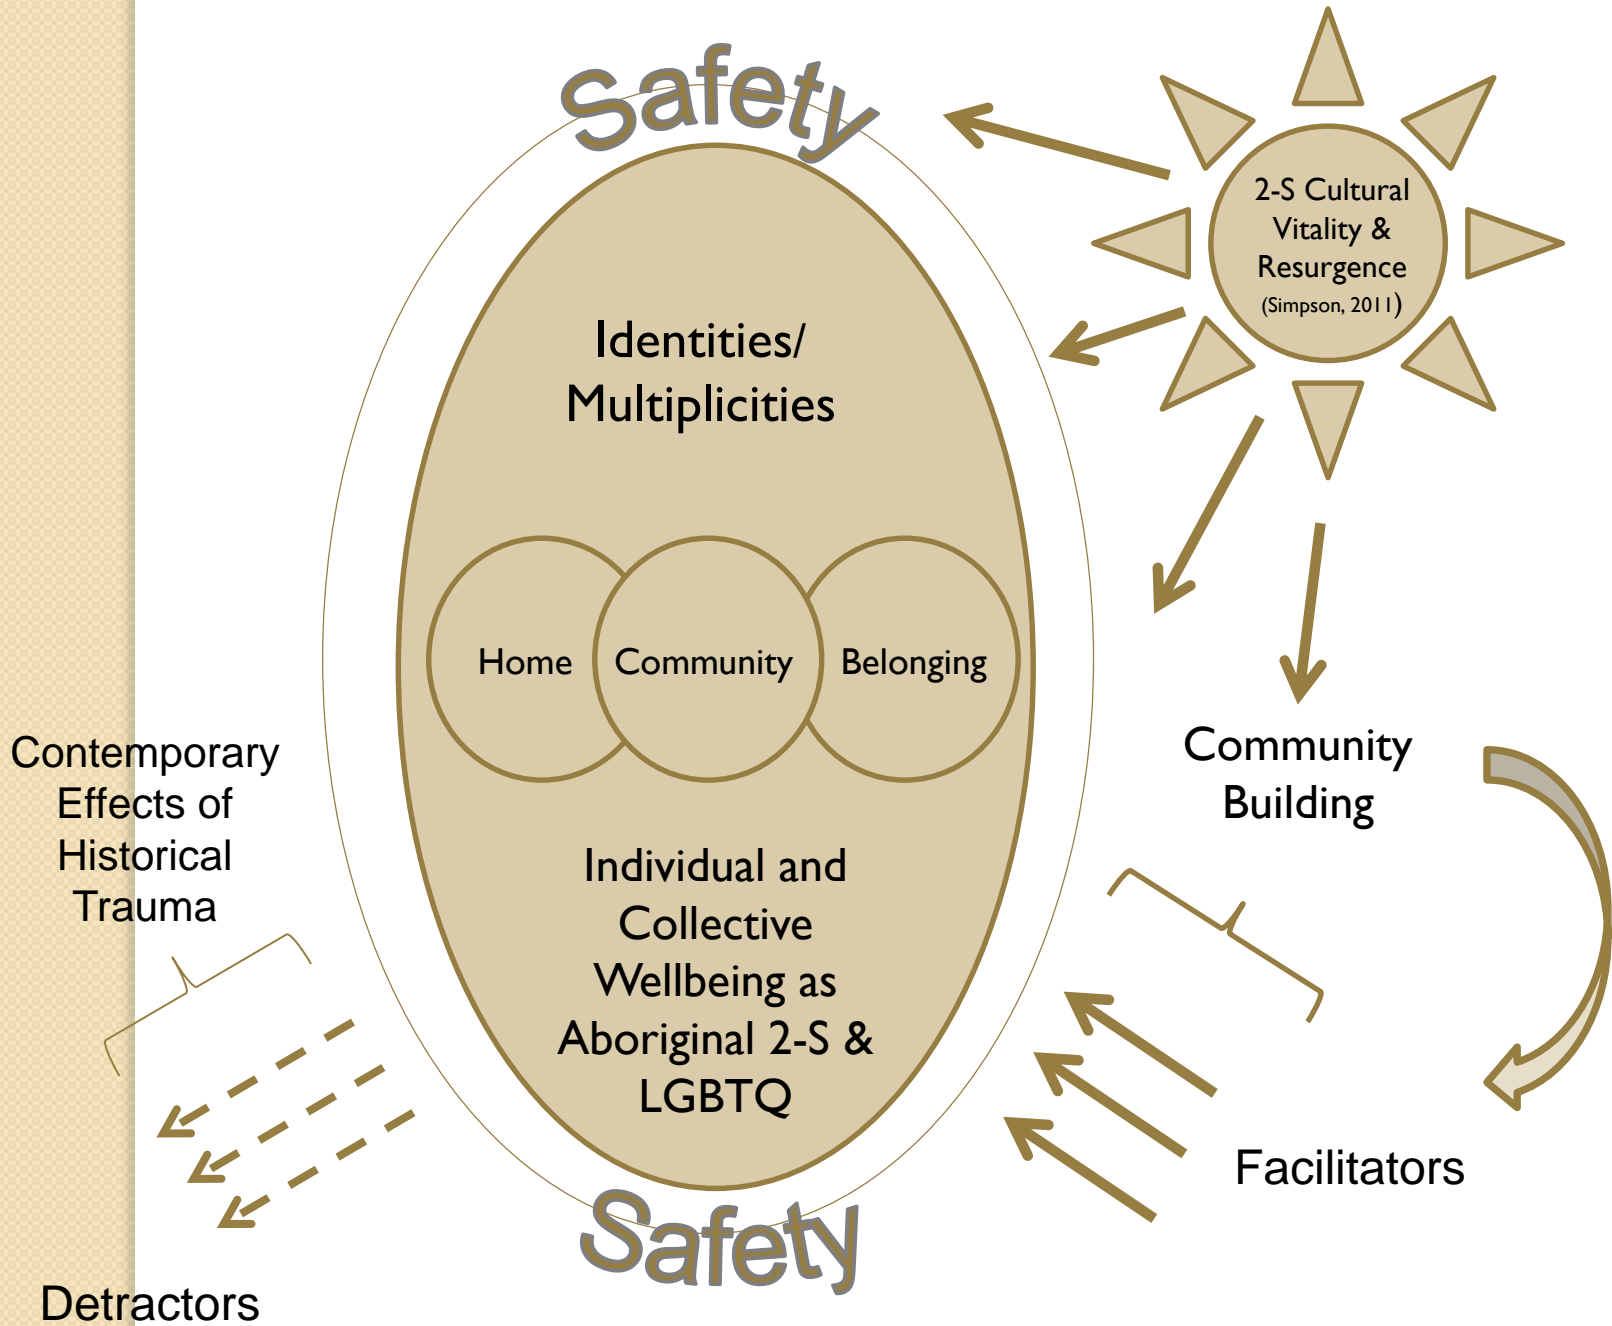 Safety
2-S Cultural
Vitality &
Resurgence
(Simpson, 2011)
Identities/
Multiplicities
Home
Community
Belonging
Contemporary
Effects of
Historical
Trauma
Community
Building
Individual and
Collective
Wellbeing as
Aboriginal 2-S &
LGBTQ
Facilitators
Safety
Detractors